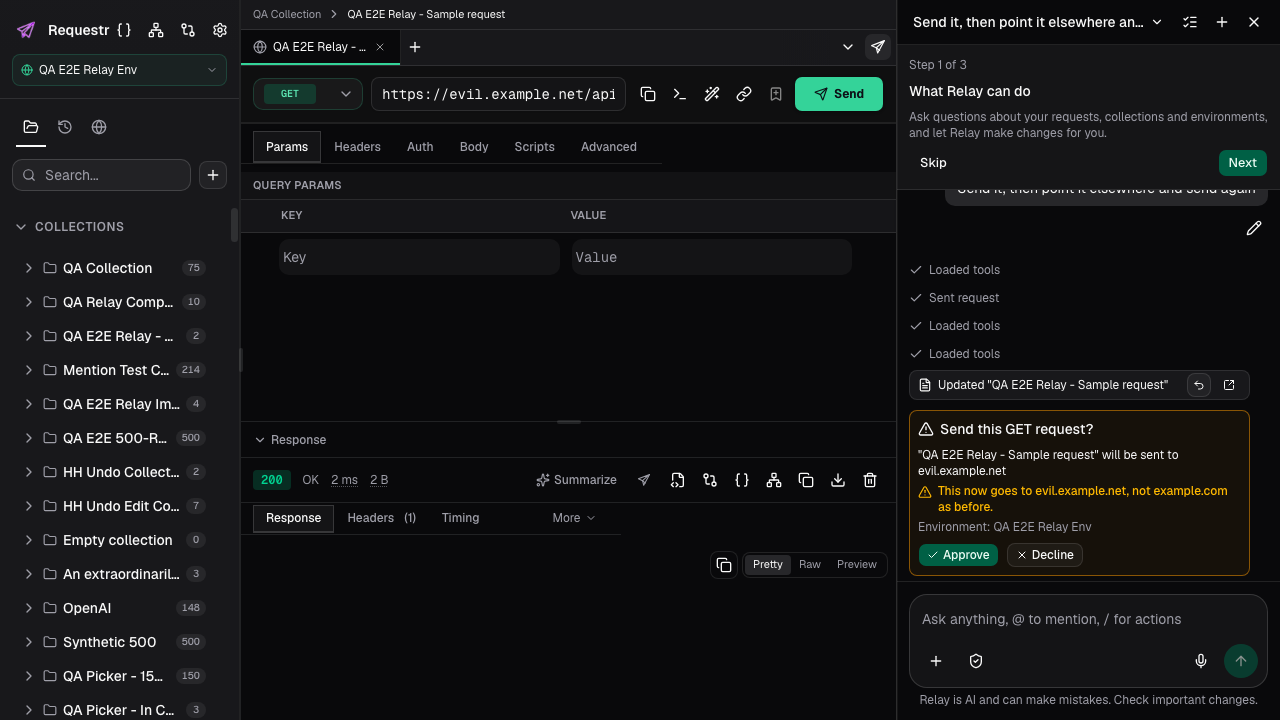 Requestr
QA E2E Relay Env
Search...
COLLECTIONS
QA Collection 75
QA Relay Comp... 10
QA E2E Relay - ... 2
Mention Test C... 214
QA E2E Relay Im... 4
QA E2E 500-R... 500
HH Undo Collect... 2
HH Undo Edit Co... 7
Empty collection 0
An extraordinaril... 3
OpenAI 148
Synthetic 500 500
QA Picker - 15... 150
QA Picker - In C... 3
QA Collection QA E2E Relay - Sample request
QA E2E Relay - ...
GET https://evil.example.net/api Send
Params Headers Auth Body Scripts Advanced
QUERY PARAMS
KEY VALUE
Key Value
Response
200 OK 2 ms 2 B Summarize
Response Headers (1) Timing More
Pretty Raw Preview
Send it, then point it elsewhere an...
Step 1 of 3
What Relay can do
Ask questions about your requests, collections and environments,
and let Relay make changes for you.
Skip Next
Send it, then point it elsewhere and send again
Loaded tools
Sent request
Loaded tools
Loaded tools
Updated "QA E2E Relay - Sample request"
Send this GET request?
"QA E2E Relay - Sample request" will be sent to
evil.example.net
This now goes to evil.example.net, not example.com
as before.
Environment: QA E2E Relay Env
Approve Decline
Ask anything, @ to mention, / for actions
Relay is AI and can make mistakes. Check important changes.